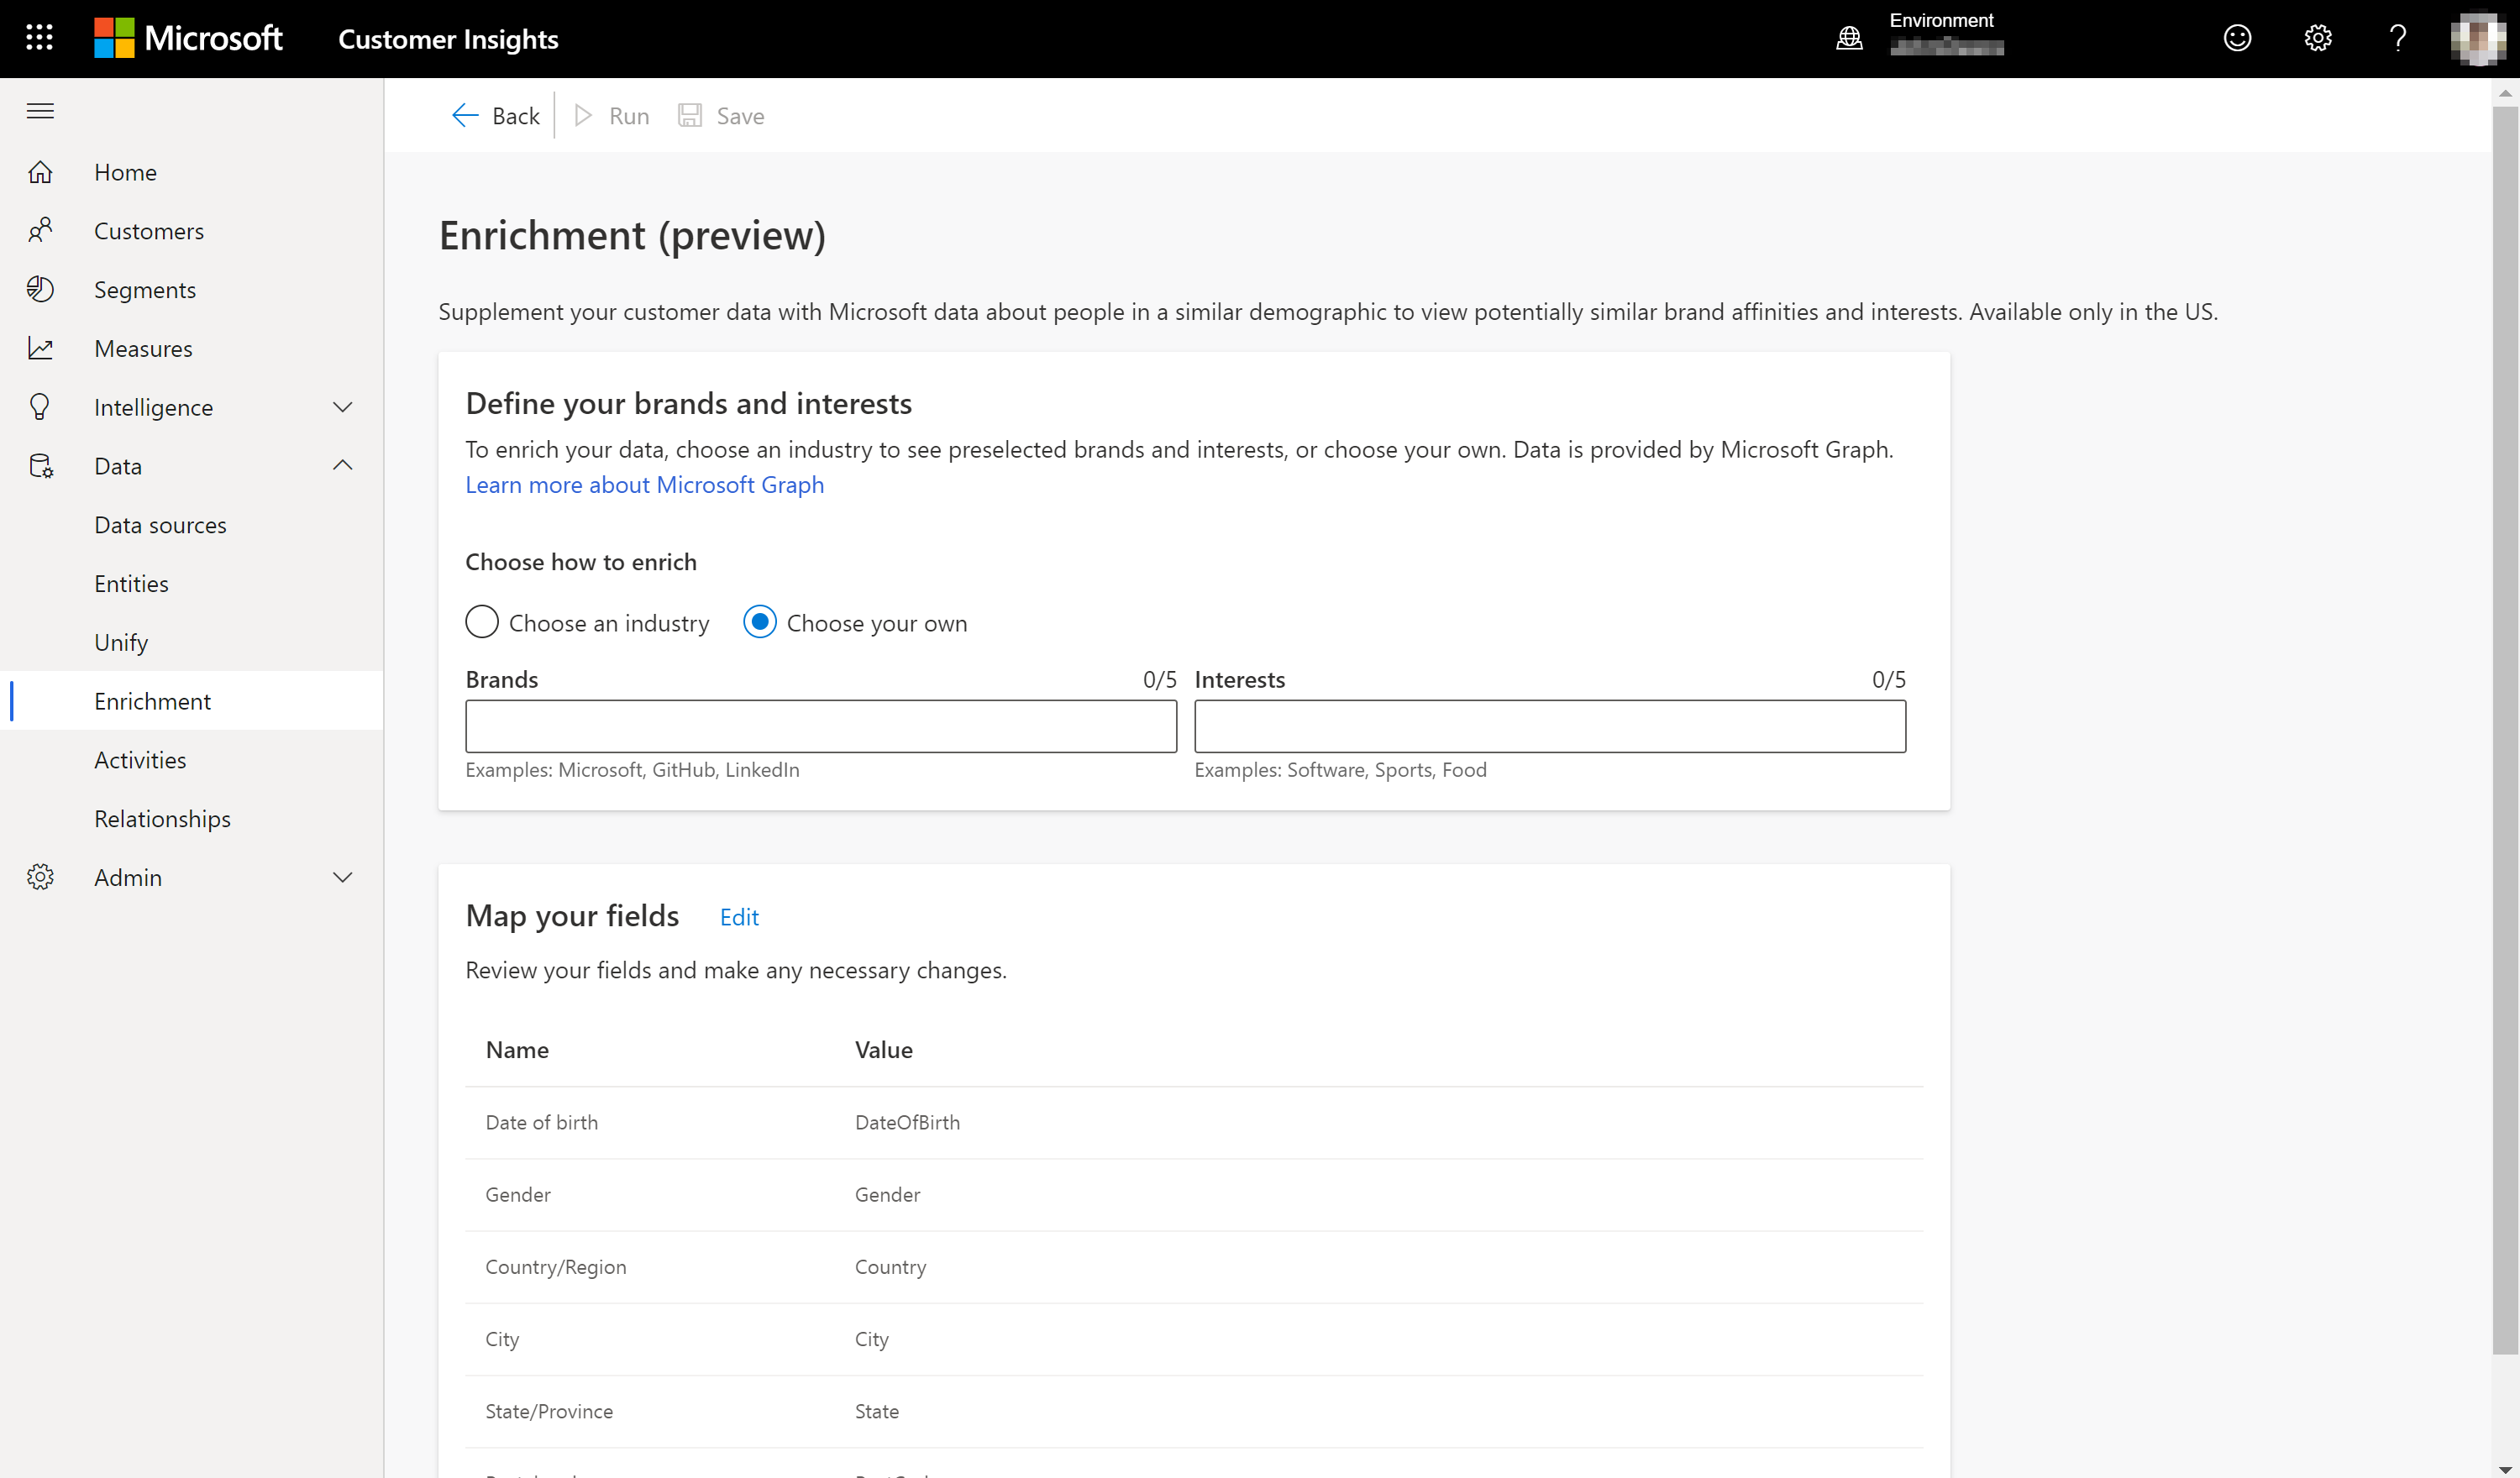 Microsoft
Customer Insights
Environment
Back
Run
Save
Home
Customers
Segments
Measures
Intelligence
Data
Data sources
Entities
Unify
Enrichment
Activities
Relationships
Admin
Enrichment (preview)
Supplement your customer data with Microsoft data about people in a similar demographic to view potentially similar brand affinities and interests. Available only in the US.
Define your brands and interests
To enrich your data, choose an industry to see preselected brands and interests, or choose your own. Data is provided by Microsoft Graph.
Learn more about Microsoft Graph
Choose how to enrich
Choose an industry
Choose your own
Brands 0/5
Interests 0/5
Examples: Microsoft, GitHub, LinkedIn
Examples: Software, Sports, Food
Map your fields Edit
Review your fields and make any necessary changes.
Name Value
Date of birth DateOfBirth
Gender Gender
Country/Region Country
City City
State/Province State